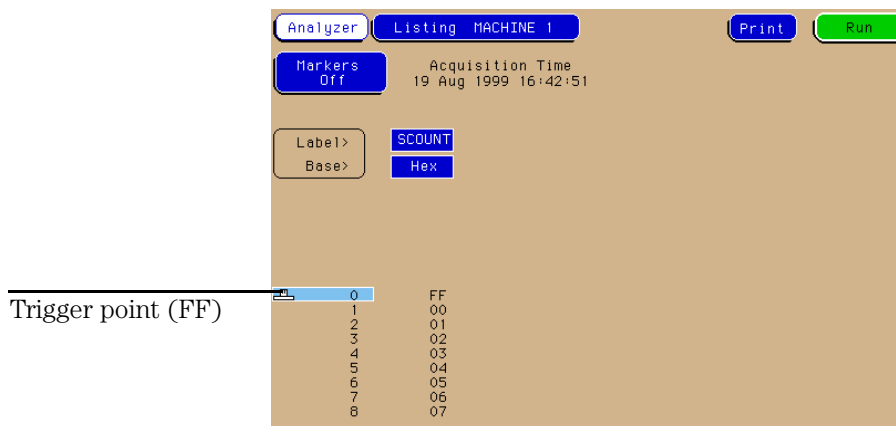 Analyzer Listing MACHINE 1 Print Run
Markers Off Acquisition Time
19 Aug 1999 16:42:51
Label> SCOUNT
Base> Hex
Trigger point (FF)
0 FF
1 00
2 01
3 02
4 03
5 04
6 05
7 06
8 07